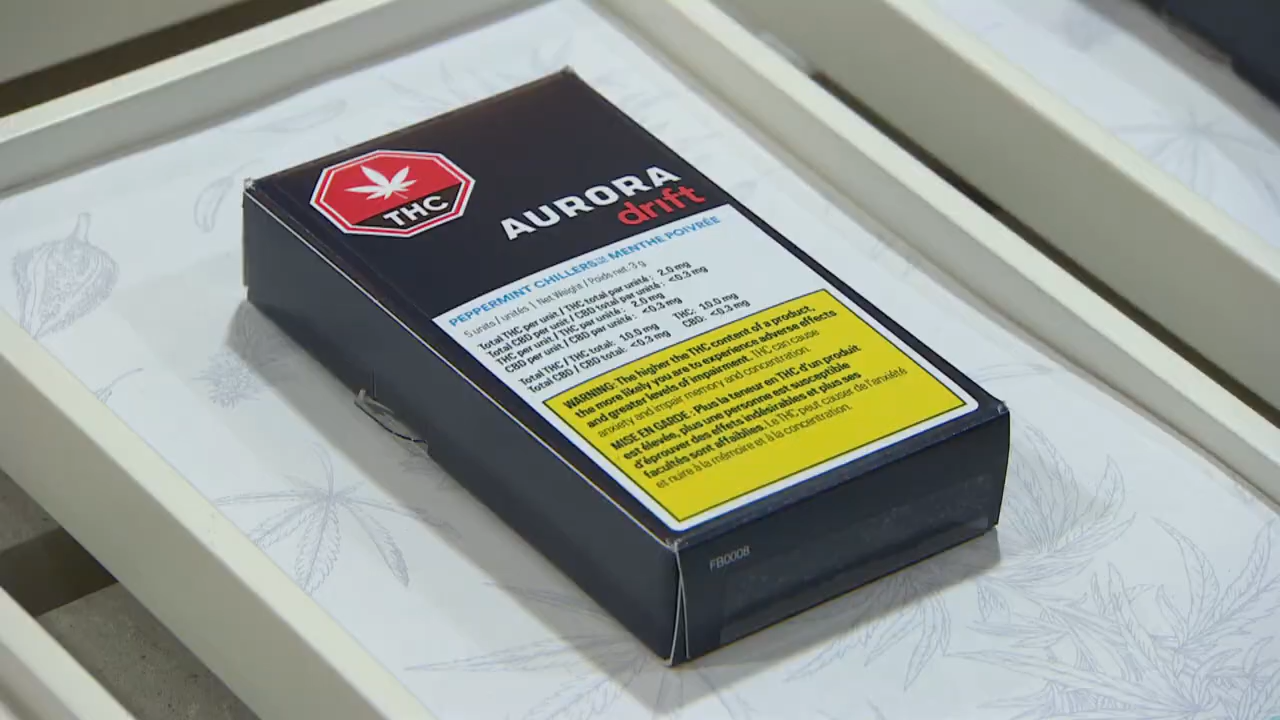 THC
AURORA
drift
PEPPERMINT CHILLERS MENTHE POIVRÉE
5 units / unités | Net Weight / Poids net: 3 g
Total THC per unit / THC total par unité : 2.0 mg
Total CBD per unit / CBD total par unité : <0.3 mg
THC per unit / THC par unité : 2.0 mg
CBD per unit / CBD par unité : <0.3 mg
Total THC / THC total: 10.0 mg THC: 10.0 mg
Total CBD / CBD total: <0.3 mg CBD: <0.3 mg
WARNING: The higher the THC content of a product,
the more likely you are to experience adverse effects
and greater levels of impairment. THC can cause
anxiety and impair memory and concentration.
MISE EN GARDE : Plus la teneur en THC d'un produit
est élevée, plus une personne est susceptible
d'éprouver des effets indésirables et plus ses
facultés sont affaiblies. Le THC peut causer de l'anxiété
et nuire à la mémoire et à la concentration.
FB0008